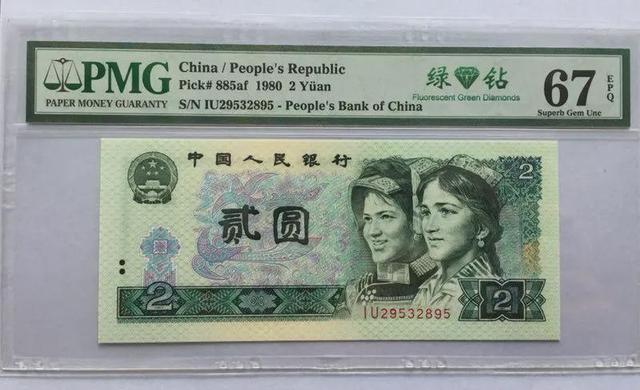 PMG
PAPER MONEY GUARANTY
China / People's Republic
Pick# 885af 1980 2 Yüan
S/N IU29532895 - People's Bank of China
绿 钻
Fluorescent Green Diamonds
67
EPQ
Superb Gem Unc
中国人民银行
2
贰圆
2
2
IU29532895